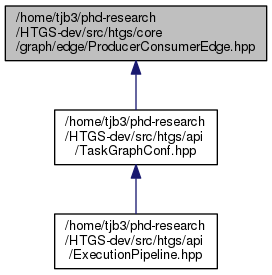 /home/tjb3/phd-research
/HTGS-dev/src/htgs/core
/graph/edge/ProducerConsumerEdge.hpp
/home/tjb3/phd-research
/HTGS-dev/src/htgs/api
/TaskGraphConf.hpp
/home/tjb3/phd-research
/HTGS-dev/src/htgs/api
/ExecutionPipeline.hpp